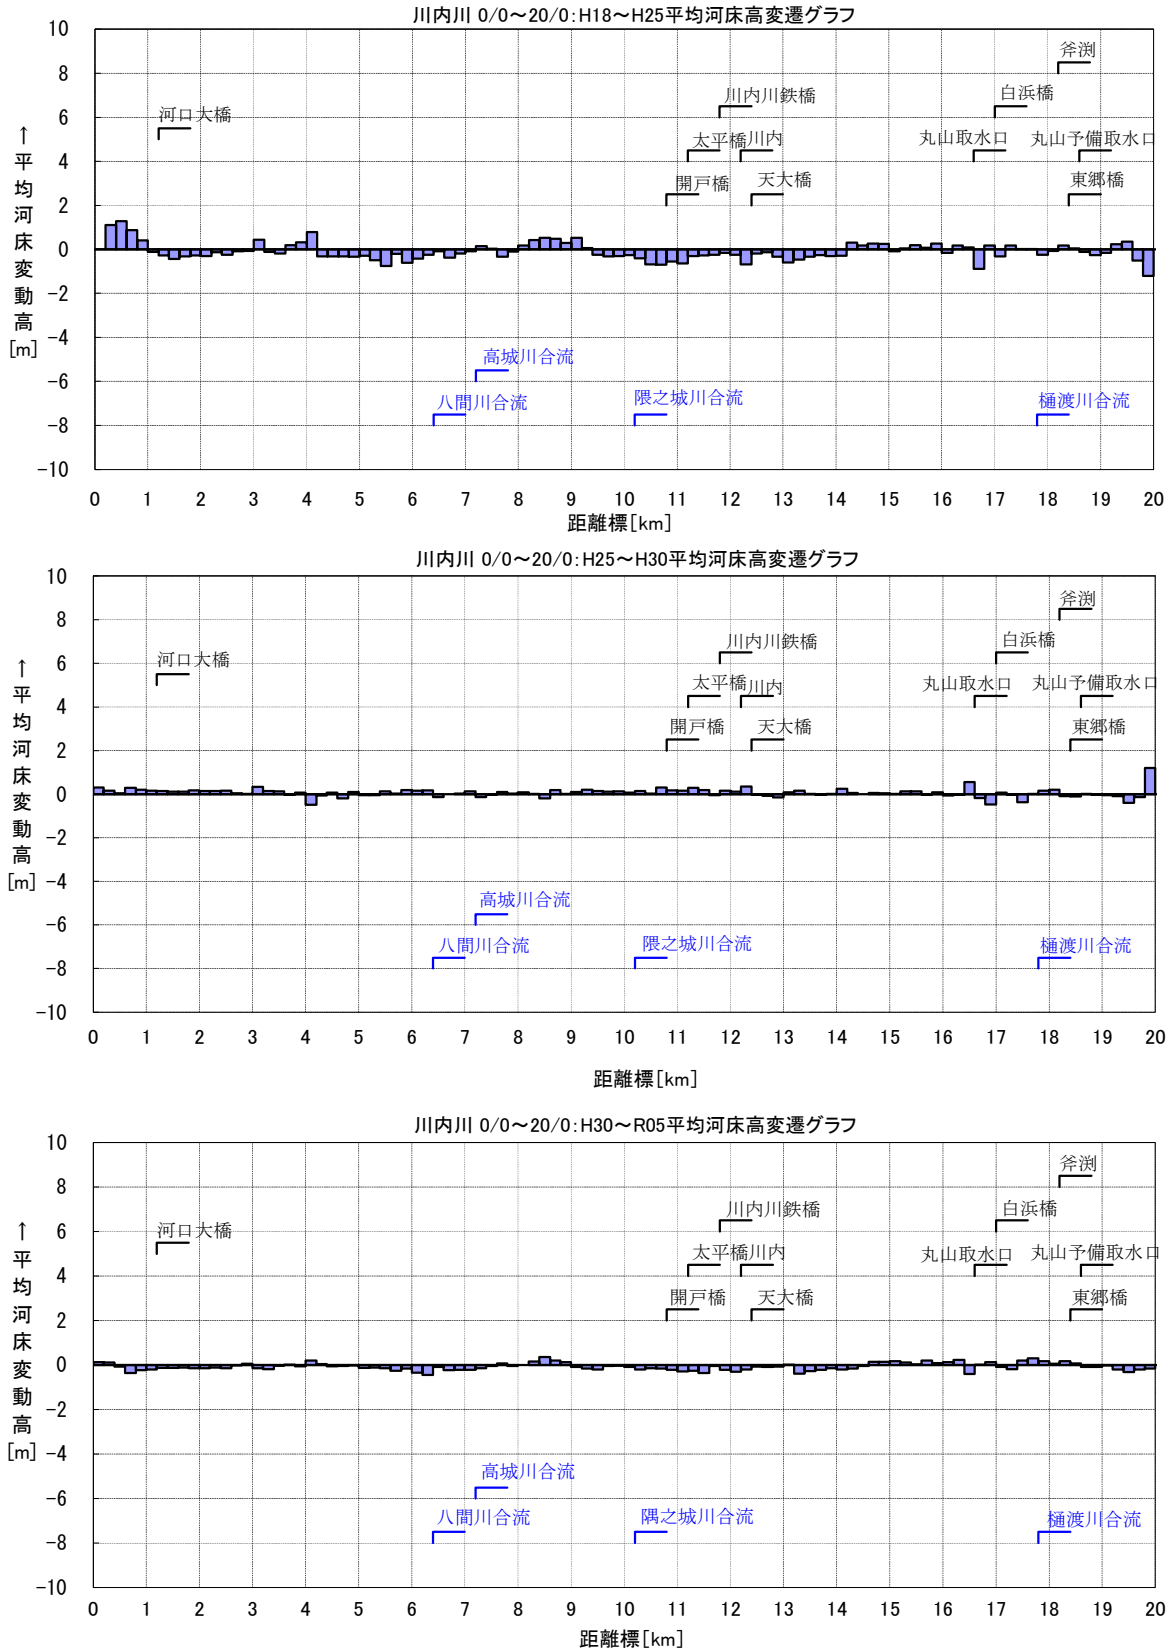 川内川 0/0～20/0：H18～H25平均河床高変遷グラフ
10
8
6
4
2
0
-2
-4
-6
-8
-10
↑平均河床変動高[m]
斧渕
川内川鉄橋
白浜橋
河口大橋
太平橋
川内
丸山取水口
丸山予備取水口
開戸橋
天大橋
東郷橋
高城川合流
八間川合流
隈之城川合流
樋渡川合流
0 1 2 3 4 5 6 7 8 9 10 11 12 13 14 15 16 17 18 19 20
距離標[km]
川内川 0/0～20/0：H25～H30平均河床高変遷グラフ
10
8
6
4
2
0
-2
-4
-6
-8
-10
↑平均河床変動高[m]
斧渕
川内川鉄橋
白浜橋
河口大橋
太平橋
川内
丸山取水口
丸山予備取水口
開戸橋
天大橋
東郷橋
高城川合流
八間川合流
隈之城川合流
樋渡川合流
0 1 2 3 4 5 6 7 8 9 10 11 12 13 14 15 16 17 18 19 20
距離標[km]
川内川 0/0～20/0：H30～R05平均河床高変遷グラフ
10
8
6
4
2
0
-2
-4
-6
-8
-10
↑平均河床変動高[m]
斧渕
川内川鉄橋
白浜橋
河口大橋
太平橋
川内
丸山取水口
丸山予備取水口
開戸橋
天大橋
東郷橋
高城川合流
八間川合流
隅之城川合流
樋渡川合流
0 1 2 3 4 5 6 7 8 9 10 11 12 13 14 15 16 17 18 19 20
距離標[km]